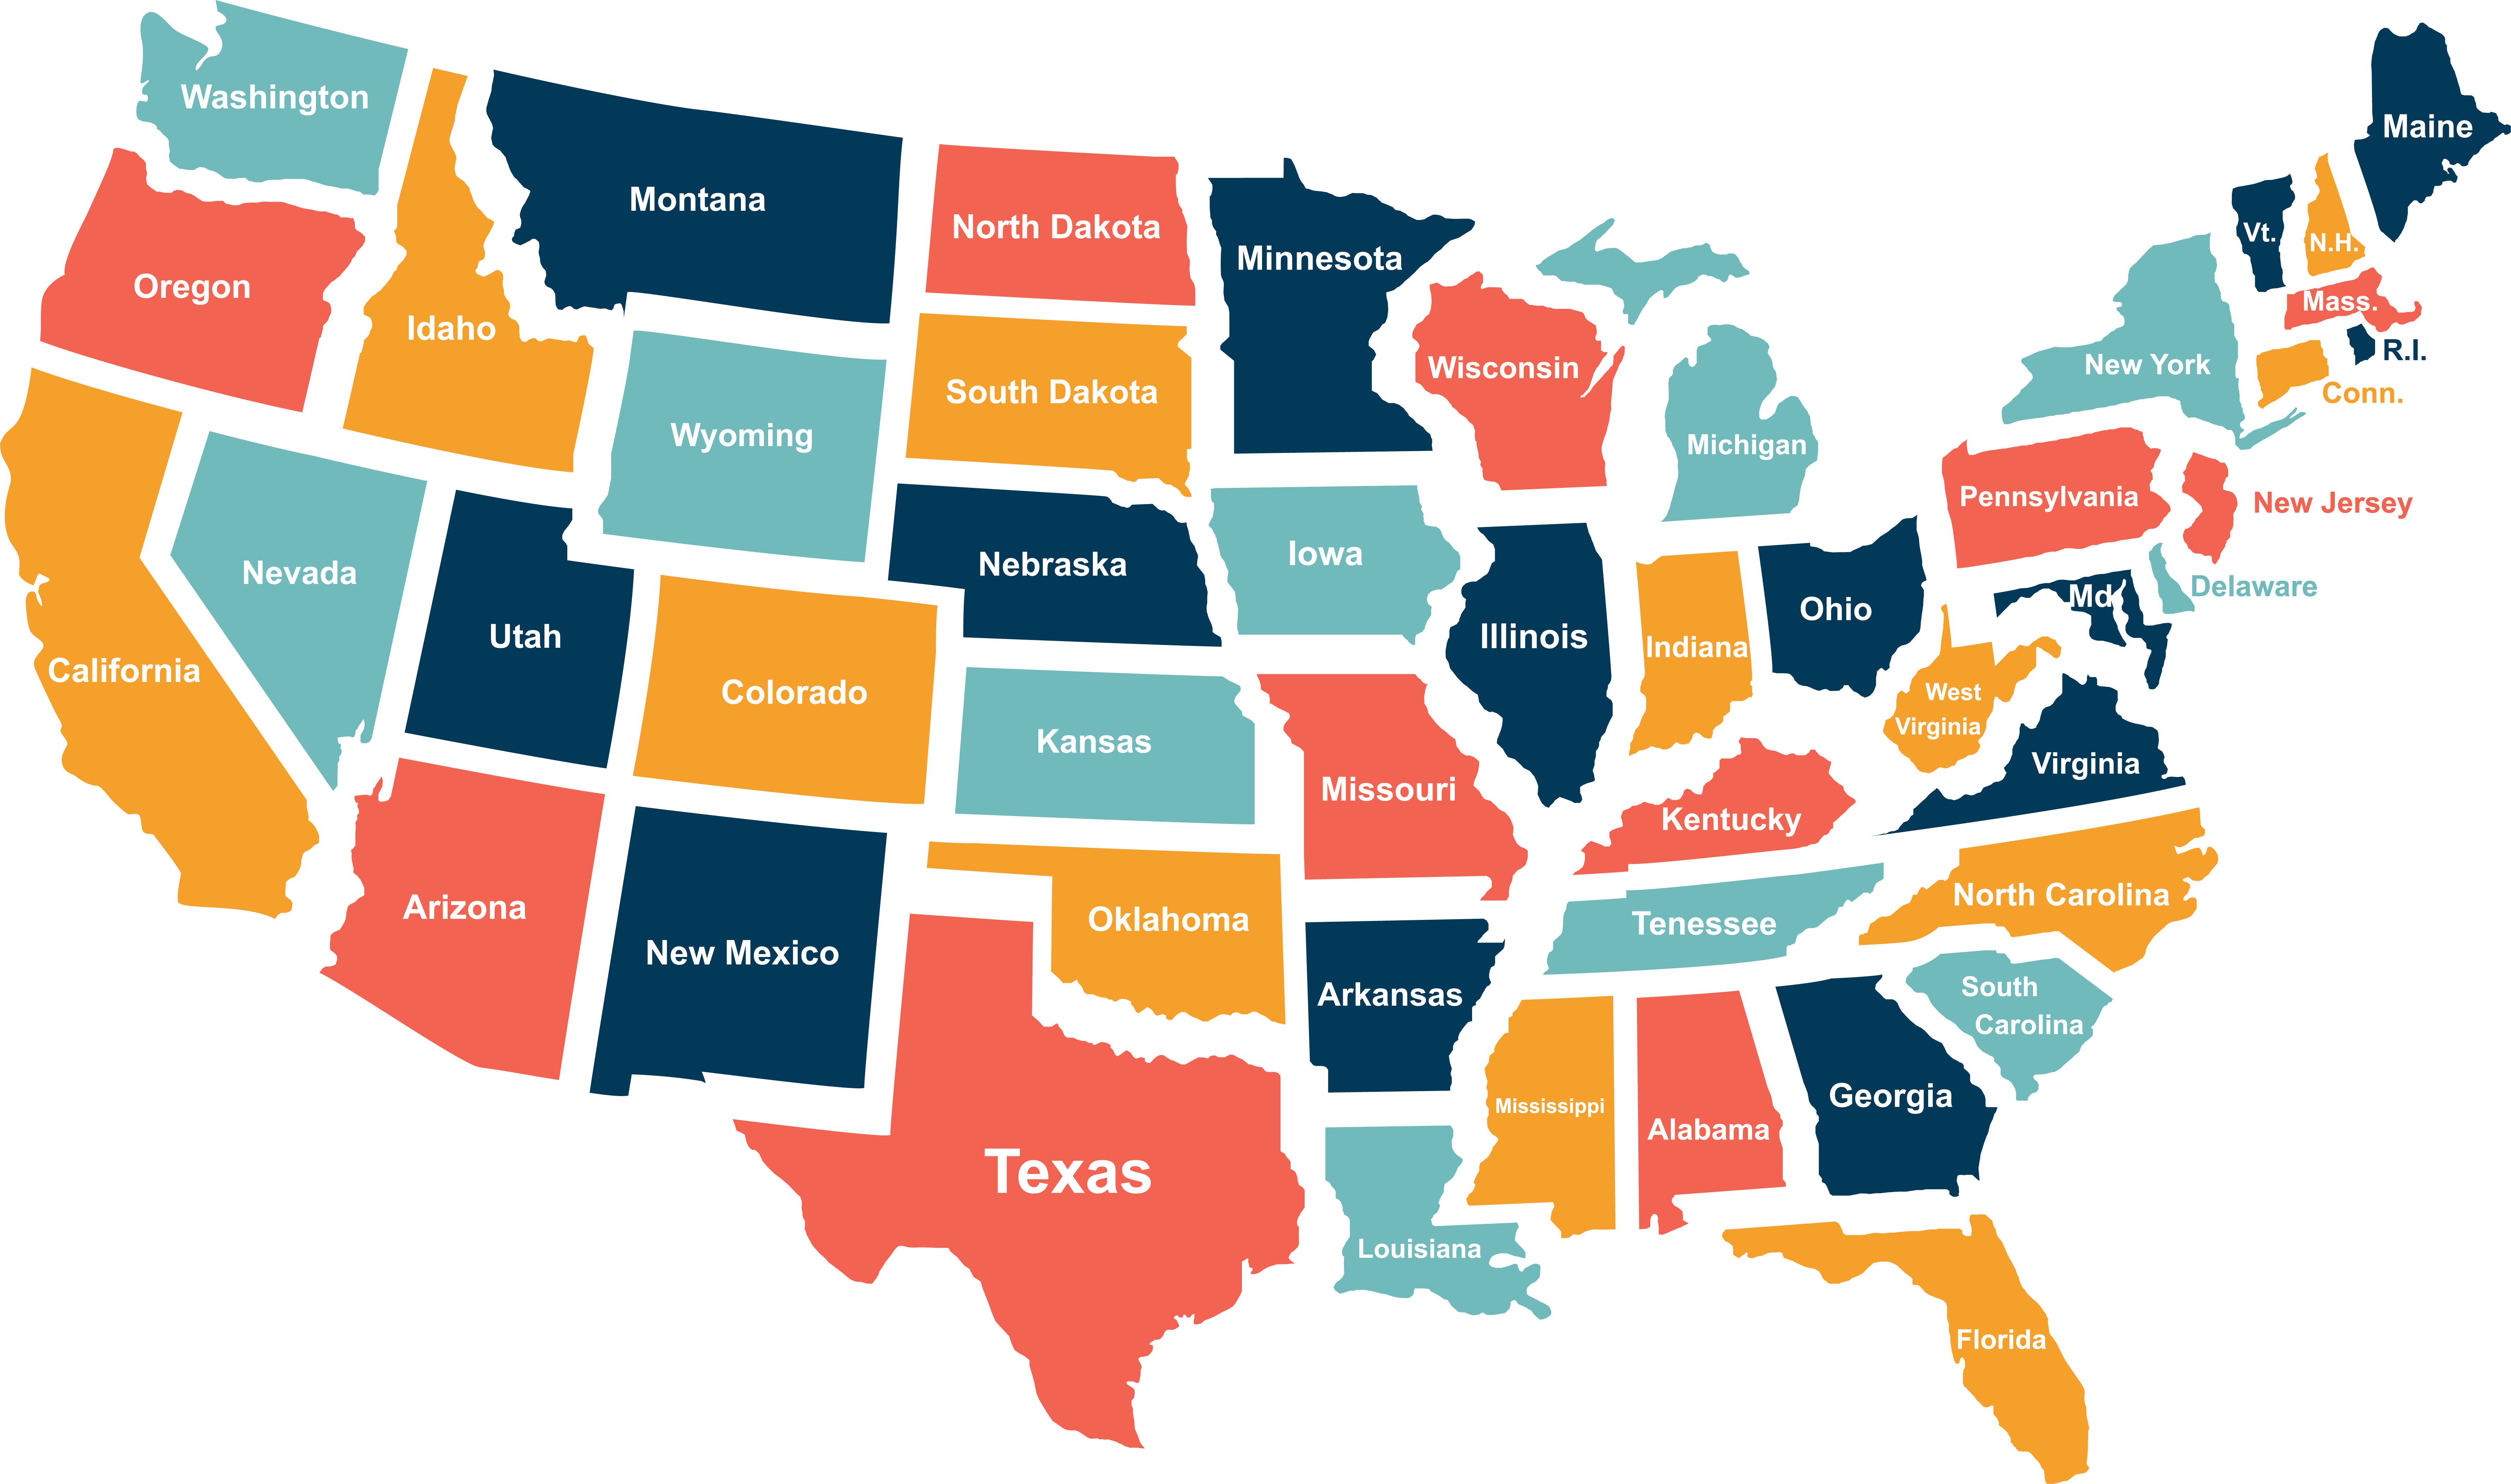 Washington
Oregon
Idaho
Montana
North Dakota
Minnesota
Wisconsin
Michigan
Maine
Vt.
N.H.
Mass.
R.I.
Conn.
New York
South Dakota
Wyoming
Nebraska
Iowa
Pennsylvania
New Jersey
Delaware
Md
Nevada
Utah
California
Colorado
Kansas
Missouri
Illinois
Indiana
Ohio
West
Virginia
Virginia
Kentucky
Arizona
New Mexico
Oklahoma
Arkansas
Tenessee
North Carolina
South
Carolina
Texas
Louisiana
Mississippi
Alabama
Georgia
Florida